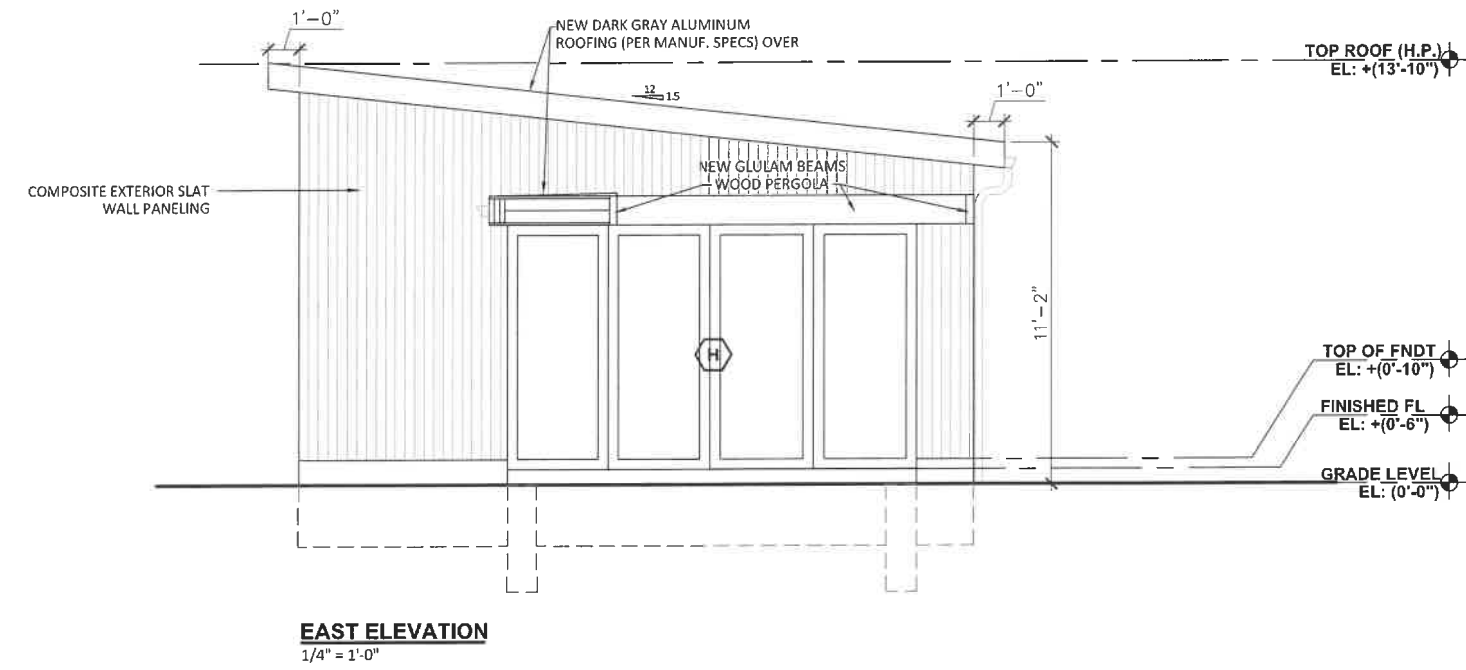 1'-0"
NEW DARK GRAY ALUMINUM
ROOFING (PER MANUF. SPECS) OVER
TOP ROOF (H.P.)
EL: +(13'-10")
12
1.5
1'-0"
NEW GLULAM BEAMS
WOOD PERGOLA
COMPOSITE EXTERIOR SLAT
WALL PANELING
11'-2"
H
TOP OF FNDT
EL: +(0'-10")
FINISHED FL
EL: +(0'-6")
GRADE LEVEL
EL: (0'-0")
EAST ELEVATION
1/4" = 1'-0"